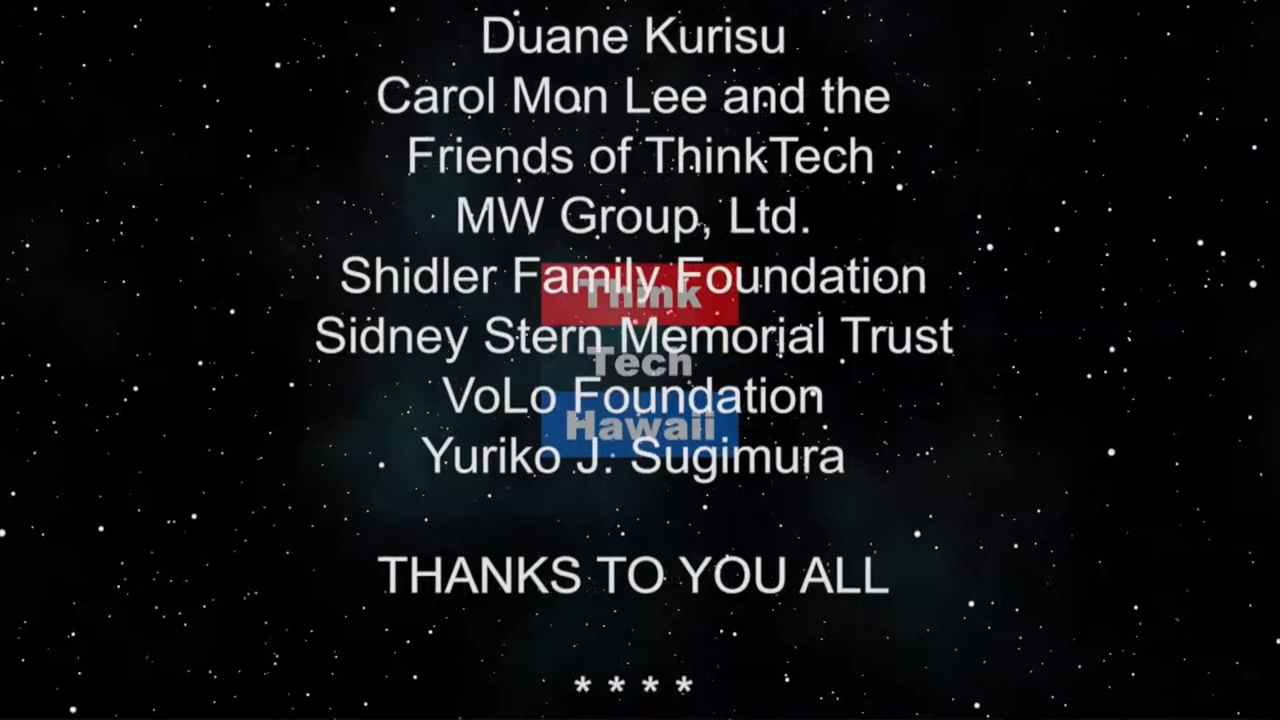 Duane Kurisu
Carol Mon Lee and the
Friends of ThinkTech
MW Group, Ltd.
Shidler Family Foundation
Think
Sidney Stern Memorial Trust
Tech
VoLo Foundation
Hawaii
Yuriko J. Sugimura
THANKS TO YOU ALL
* * * *